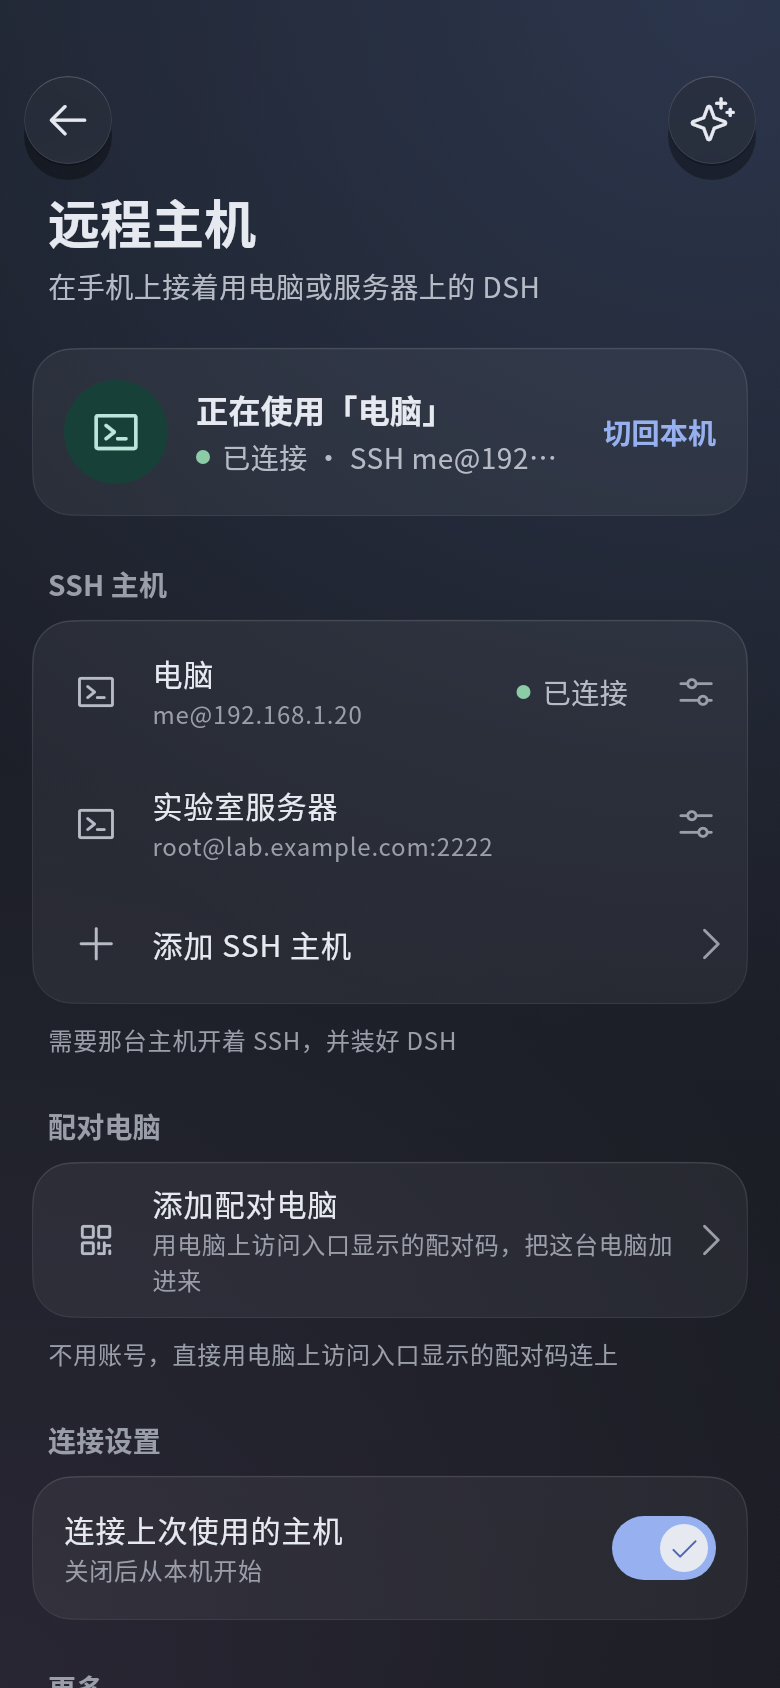 远程主机
在手机上接着用电脑或服务器上的 DSH
正在使用「电脑」
已连接 · SSH me@192…
切回本机
SSH 主机
电脑
me@192.168.1.20
已连接
实验室服务器
root@lab.example.com:2222
添加 SSH 主机
需要那台主机开着 SSH，并装好 DSH
配对电脑
添加配对电脑
用电脑上访问入口显示的配对码，把这台电脑加
进来
不用账号，直接用电脑上访问入口显示的配对码连上
连接设置
连接上次使用的主机
关闭后从本机开始
更多